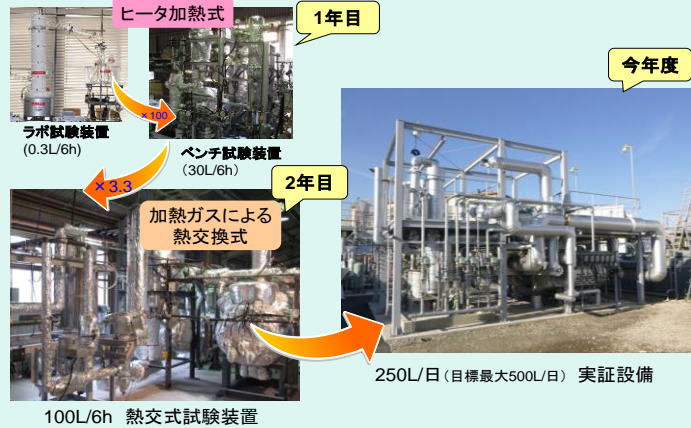 ヒータ加熱式
1年目
今年度
×100
ラボ試験装置
(0.3L/6h)
ベンチ試験装置
(30L/6h)
×3.3
2年目
加熱ガスによる
熱交換式
250L/日(目標最大500L/日) 実証設備
100L/6h 熱交式試験装置